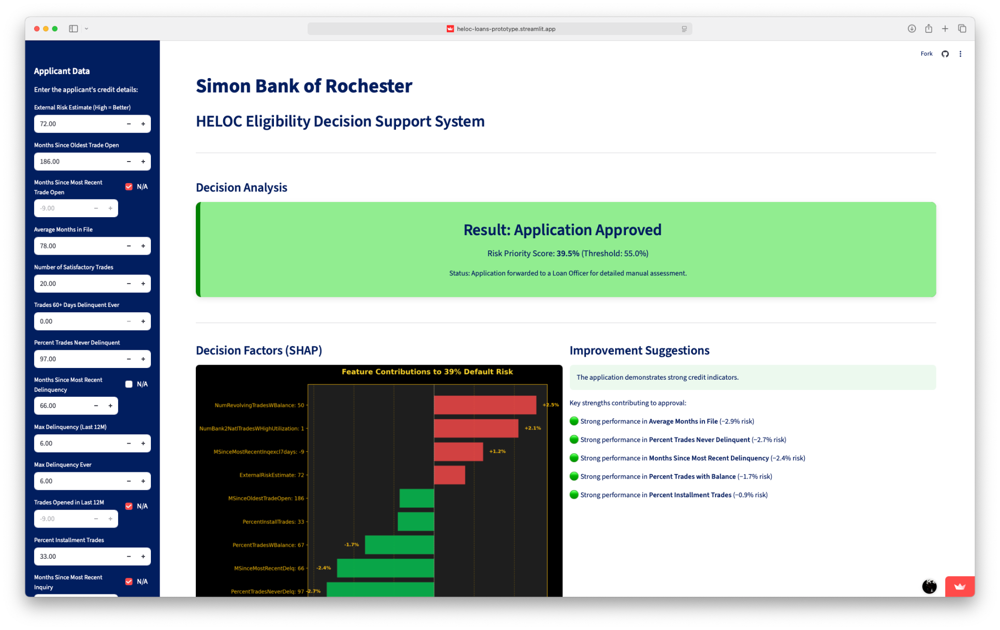 heloc-loans-prototype.streamlit.app
Fork
Applicant Data
Enter the applicant's credit details:
External Risk Estimate (High = Better)
72.00
Months Since Oldest Trade Open
186.00
Months Since Most Recent
Trade Open
N/A
-9.00
Average Months in File
78.00
Number of Satisfactory Trades
20.00
Trades 60+ Days Delinquent Ever
0.00
Percent Trades Never Delinquent
97.00
Months Since Most Recent
Delinquency
N/A
66.00
Max Delinquency (Last 12M)
6.00
Max Delinquency Ever
6.00
Trades Opened in Last 12M
N/A
-9.00
Percent Installment Trades
33.00
Months Since Most Recent
Inquiry
N/A
Simon Bank of Rochester
HELOC Eligibility Decision Support System
Decision Analysis
Result: Application Approved
Risk Priority Score: 39.5% (Threshold: 55.0%)
Status: Application forwarded to a Loan Officer for detailed manual assessment.
Decision Factors (SHAP)
Feature Contributions to 39% Default Risk
NumRevolvingTradesWBalance: 50
+2.5%
NumBank2NatlTradesWHighUtilization: 1
+2.1%
MSinceMostRecentInqexcl7days: -9
+1.2%
ExternalRiskEstimate: 72
MSinceOldestTradeOpen: 186
PercentInstallTrades: 33
PercentTradesWBalance: 67
-1.7%
MSinceMostRecentDelq: 66
-2.4%
PercentTradesNeverDelq: 97
-2.7%
Improvement Suggestions
The application demonstrates strong credit indicators.
Key strengths contributing to approval:
Strong performance in Average Months in File (−2.9% risk)
Strong performance in Percent Trades Never Delinquent (−2.7% risk)
Strong performance in Months Since Most Recent Delinquency (−2.4% risk)
Strong performance in Percent Trades with Balance (−1.7% risk)
Strong performance in Percent Installment Trades (−0.9% risk)